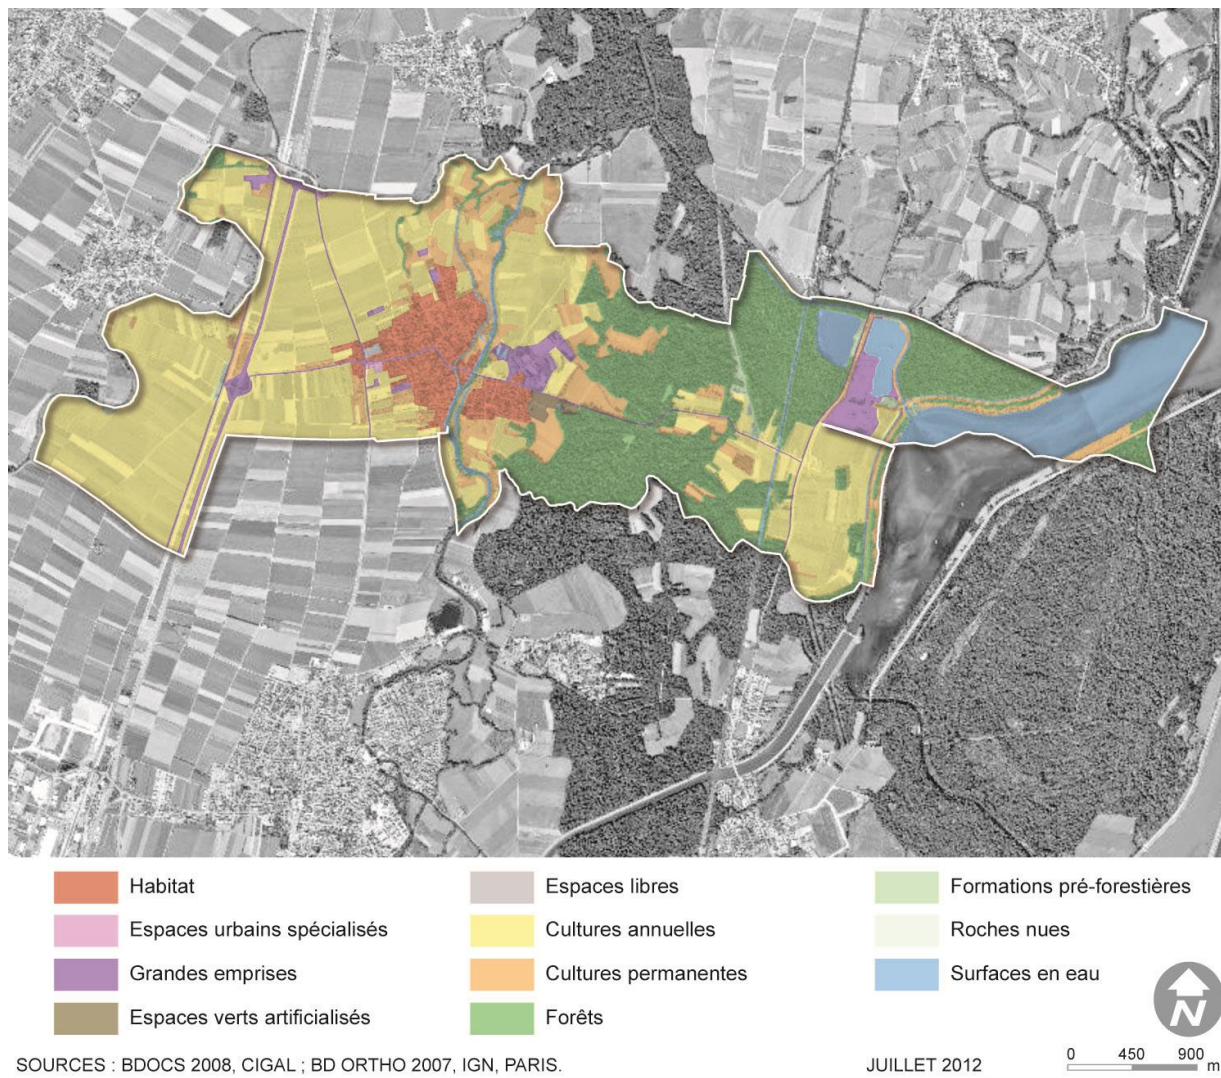 Habitat
Espaces urbains spécialisés
Grandes emprises
Espaces verts artificialisés
Espaces libres
Cultures annuelles
Cultures permanentes
Forêts
Formations pré-forestières
Roches nues
Surfaces en eau
N
SOURCES : BDOCS 2008, CIGAL ; BD ORTHO 2007, IGN, PARIS.
JUILLET 2012
0 450 900 m